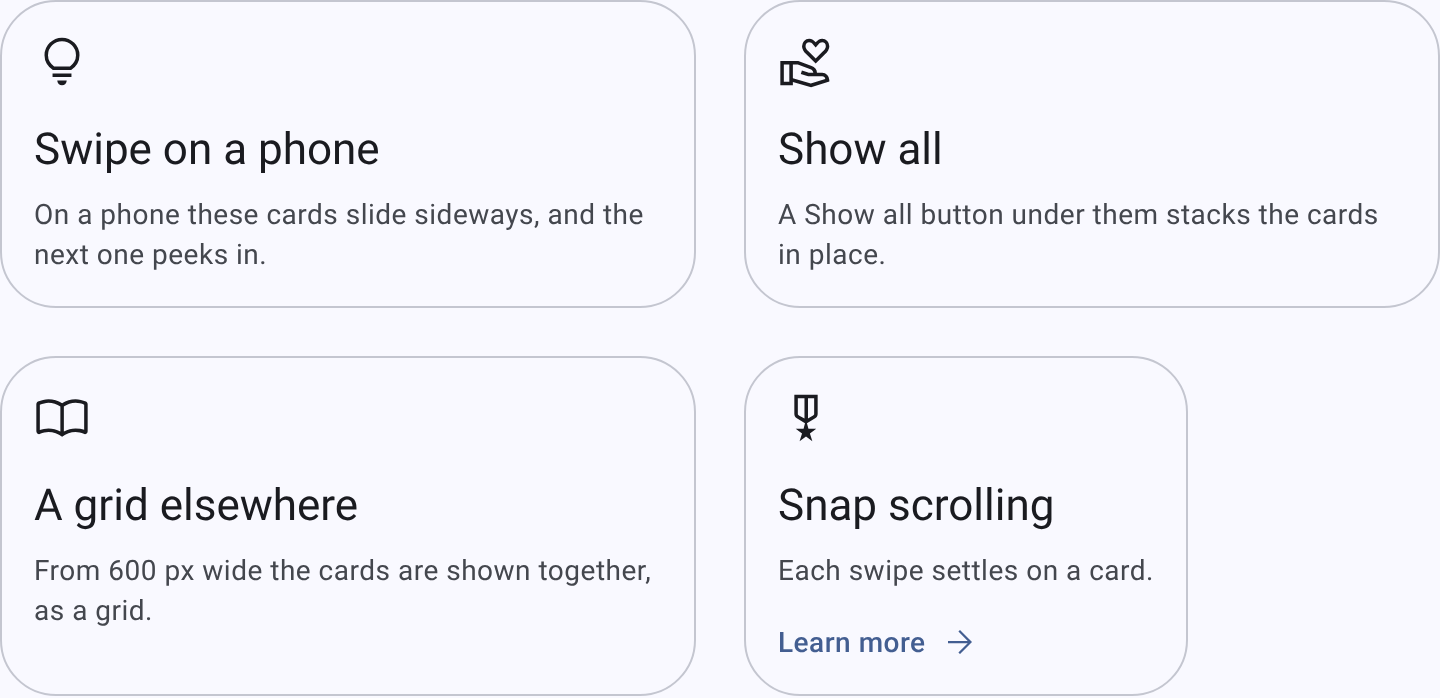 Swipe on a phone
On a phone these cards slide sideways, and the
next one peeks in.
Show all
A Show all button under them stacks the cards
in place.
A grid elsewhere
From 600 px wide the cards are shown together,
as a grid.
Snap scrolling
Each swipe settles on a card.
Learn more